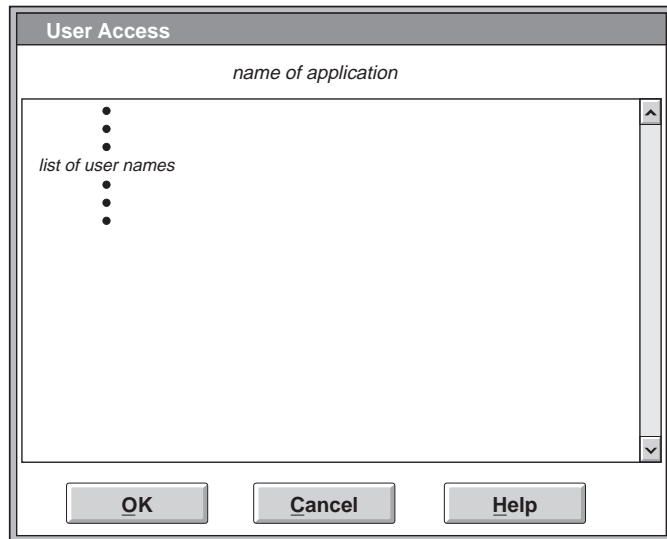 User Access
name of application
•
•
•
list of user names
•
•
•
OK
Cancel
Help